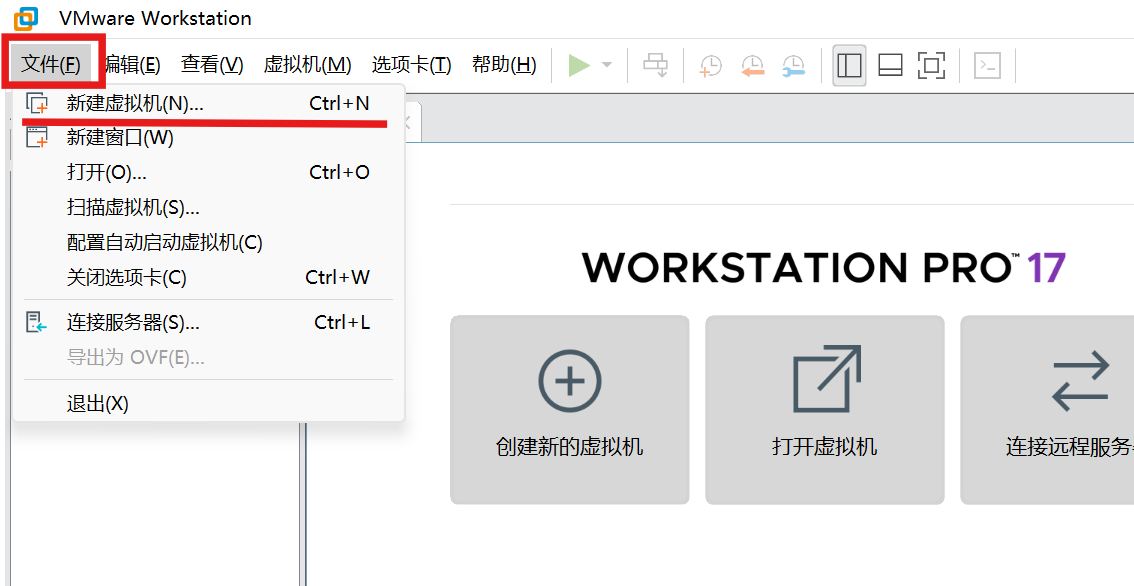 VMware Workstation
文件(F) 编辑(E) 查看(V) 虚拟机(M) 选项卡(T) 帮助(H)
新建虚拟机(N)... Ctrl+N
新建窗口(W)
打开(O)... Ctrl+O
扫描虚拟机(S)...
配置自动启动虚拟机(C)
关闭选项卡(C) Ctrl+W
连接服务器(S)... Ctrl+L
导出为 OVF(E)...
退出(X)
WORKSTATION PRO™ 17
创建新的虚拟机 打开虚拟机 连接远程服务